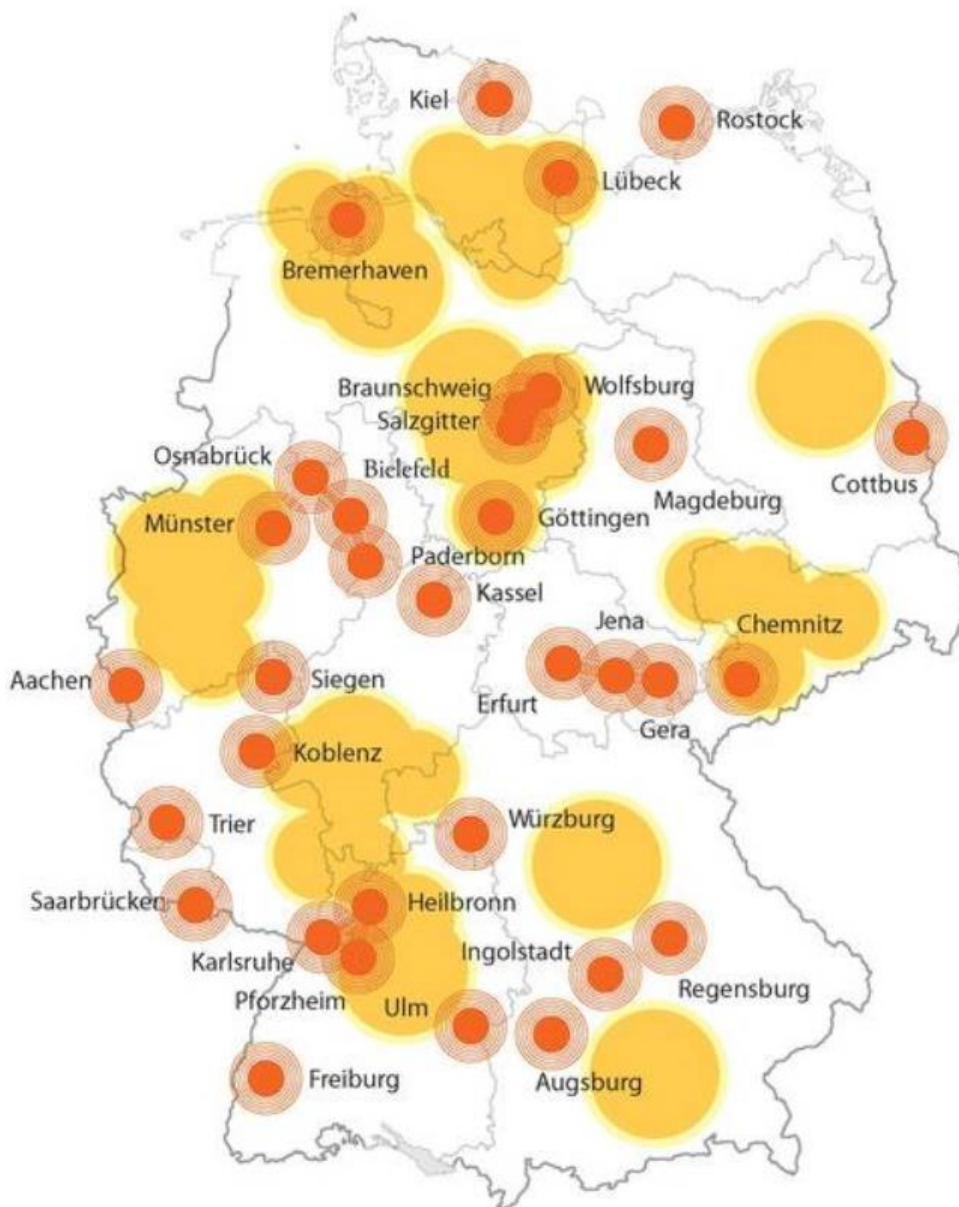 Kiel
Rostock
Lübeck
Bremerhaven
Braunschweig
Wolfsburg
Salzgitter
Osnabrück
Bielefeld
Magdeburg
Cottbus
Münster
Göttingen
Paderborn
Kassel
Jena
Chemnitz
Aachen
Siegen
Erfurt
Gera
Koblenz
Trier
Würzburg
Saarbrücken
Heilbronn
Karlsruhe
Ingolstadt
Regensburg
Pforzheim
Ulm
Freiburg
Augsburg